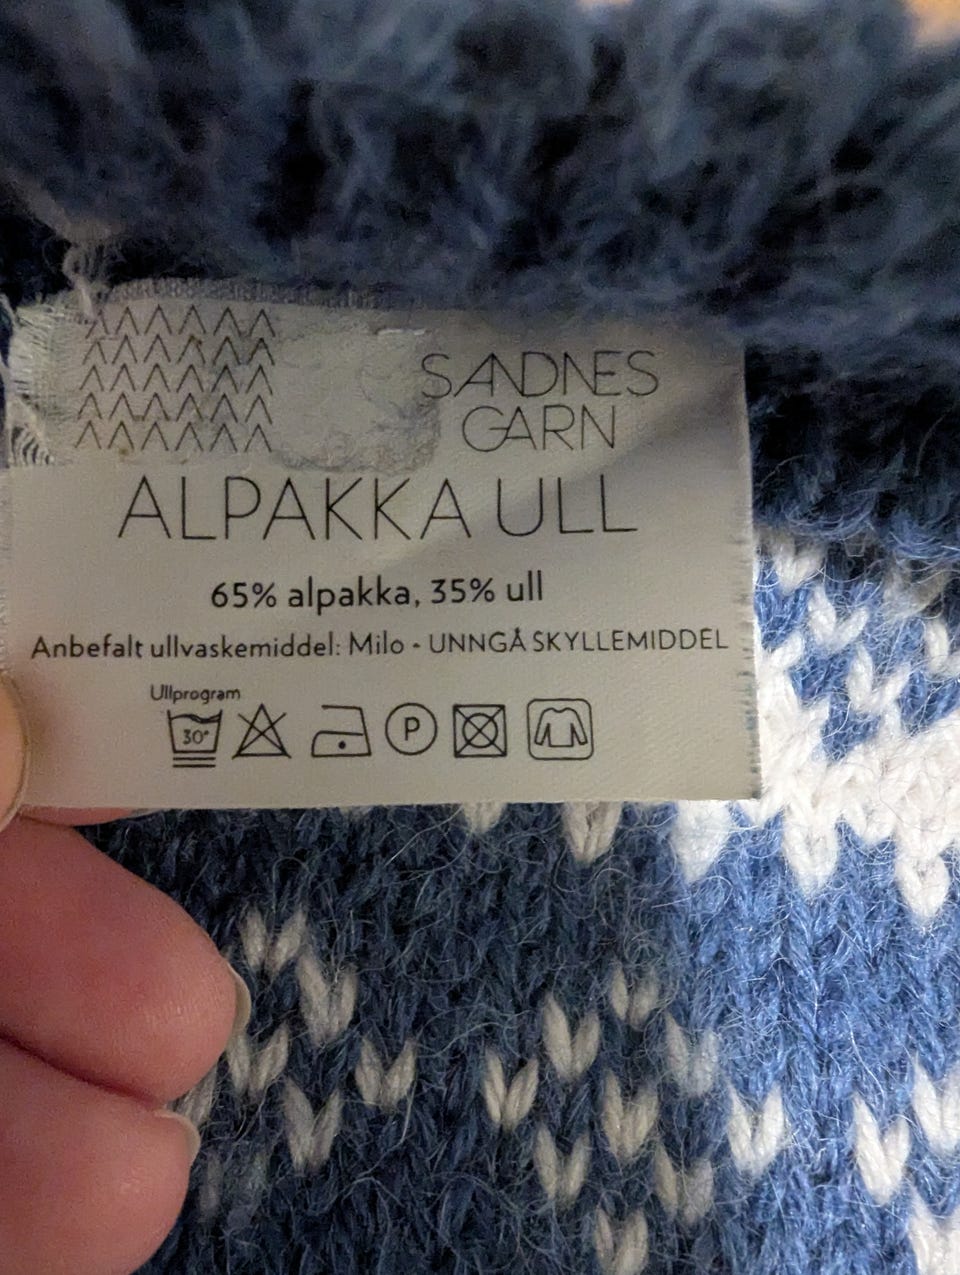 SANDNES
GARN
ALPAKKA ULL
65% alpakka, 35% ull
Anbefalt ullvaskemiddel: Milo - UNNGÅ SKYLLEMIDDEL
Ullprogram
30° P